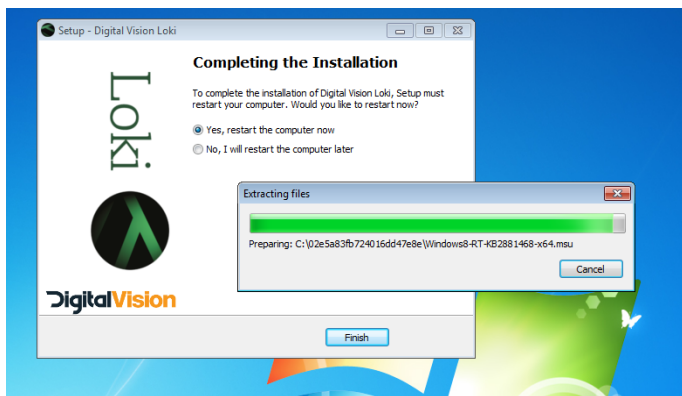 Setup - Digital Vision Loki
Completing the Installation
To complete the installation of Digital Vision Loki, Setup must
restart your computer. Would you like to restart now?
Yes, restart the computer now
No, I will restart the computer later
Loki.
DigitalVision
Extracting files
Preparing: C:\02e5a83fb724016dd47e8e\Windows8-RT-KB2881468-x64.msu
Cancel
Finish